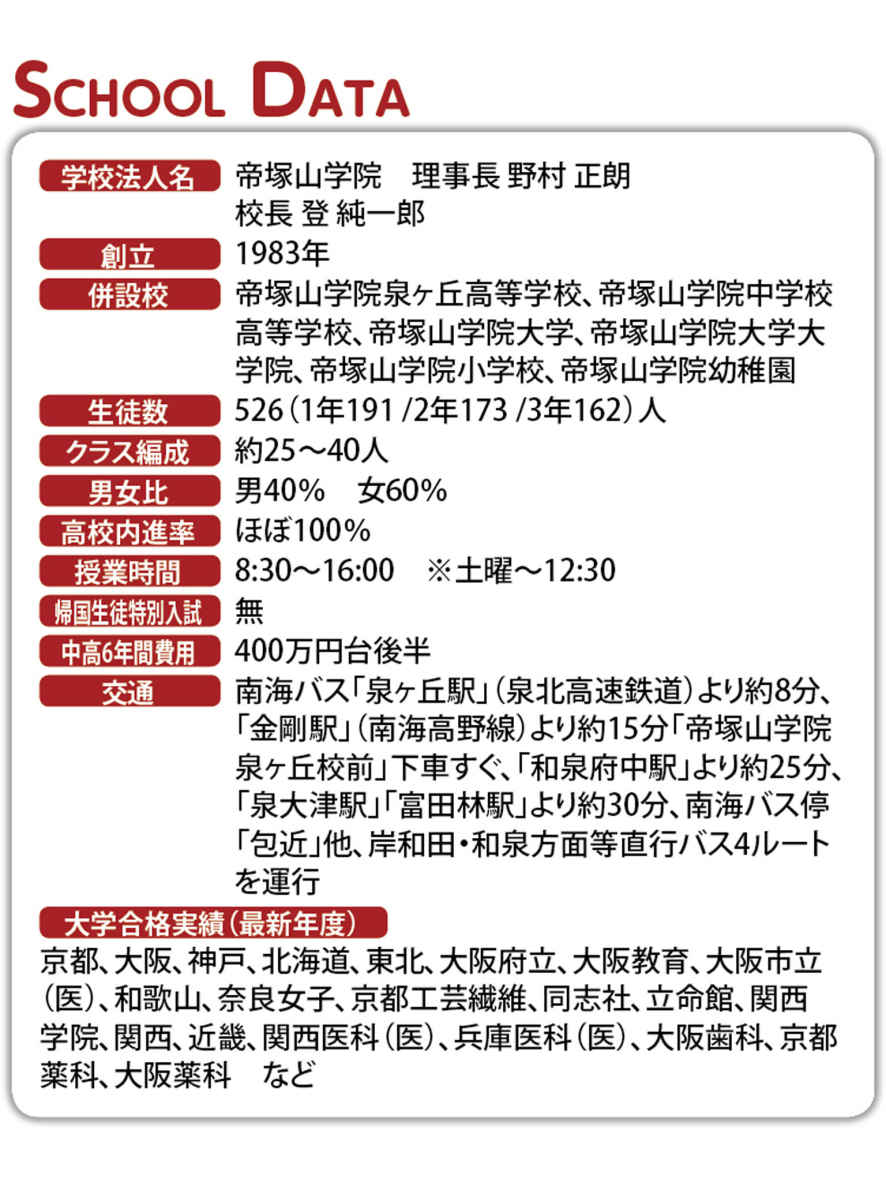 SCHOOL DATA
学校法人名 帝塚山学院　理事長 野村 正朗
校長 登 純一郎
創立 1983年
併設校 帝塚山学院泉ヶ丘高等学校、帝塚山学院中学校
高等学校、帝塚山学院大学、帝塚山学院大学大
学院、帝塚山学院小学校、帝塚山学院幼稚園
生徒数 526（1年191 /2年173 /3年162）人
クラス編成 約25〜40人
男女比 男40%　女60%
高校内進率 ほぼ100%
授業時間 8:30〜16:00　※土曜〜12:30
帰国生徒特別入試 無
中高6年間費用 400万円台後半
交通 南海バス「泉ヶ丘駅」（泉北高速鉄道）より約8分、
「金剛駅」（南海高野線）より約15分「帝塚山学院
泉ヶ丘校前」下車すぐ、「和泉府中駅」より約25分、
「泉大津駅」「富田林駅」より約30分、南海バス停
「包近」他、岸和田・和泉方面等直行バス4ルート
を運行
大学合格実績（最新年度）
京都、大阪、神戸、北海道、東北、大阪府立、大阪教育、大阪市立
（医）、和歌山、奈良女子、京都工芸繊維、同志社、立命館、関西
学院、関西、近畿、関西医科（医）、兵庫医科（医）、大阪歯科、京都
薬科、大阪薬科　など